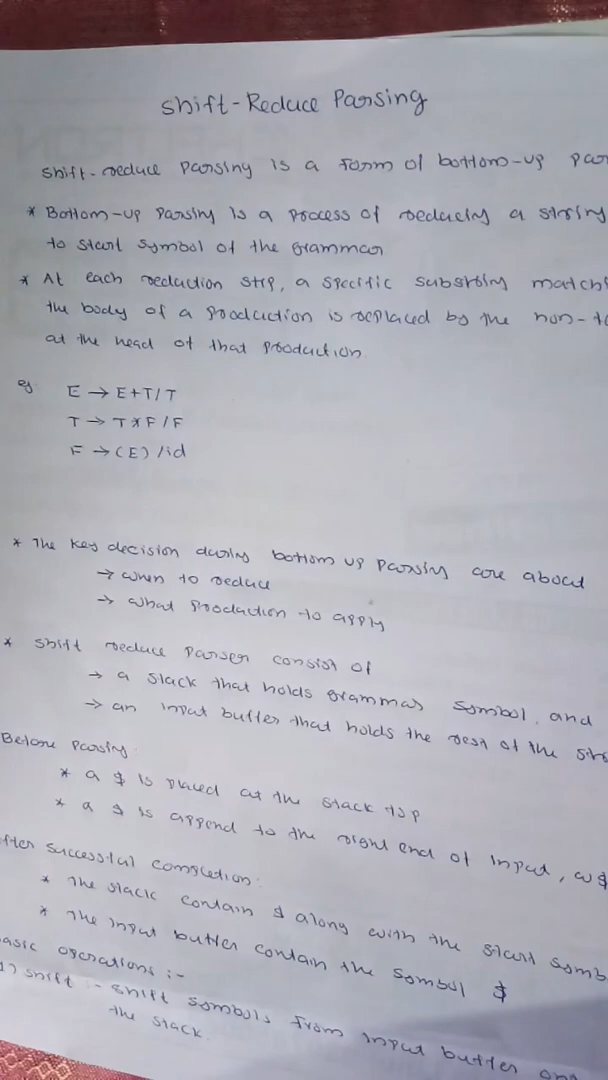 Shift-Reduce Parsing
Shift-reduce parsing is a form of bottom-up par
* Bottom-up parsing is a process of reducing a string
to start symbol of the grammar
* At each reduction step, a specific substring match
the body of a production is replaced by the non-t
at the head of that production.
eg: E → E+T/T
T → T*F/F
F → (E)/id
* The key decision during bottom up parsing are about
→ when to reduce
→ what production to apply
* shift reduce parser consist of
→ a stack that holds grammar symbol, and
→ an input buffer that holds the rest of the str
Before parsing:
* a $ is placed at the stack top
* a $ is append to the right end of input, w$
fter successful completion:
* The stack contain $ along with the start symb
* The input buffer contain the symbol $
asic operations :-
1) shift :- shift symbols from input buffer ont
the stack.